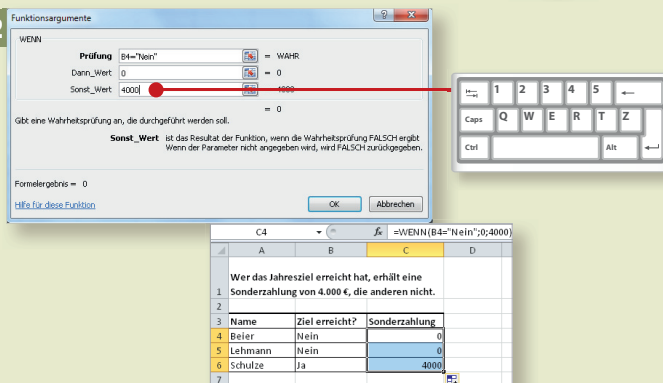 2
Funktionsargumente
WENN
Prüfung B4="Nein" = WAHR
Dann_Wert 0 = 0
Sonst_Wert 4000 = 4000
= 0
Gibt eine Wahrheitsprüfung an, die durchgeführt werden soll.
Sonst_Wert ist das Resultat der Funktion, wenn die Wahrheitsprüfung FALSCH ergibt
Wenn der Parameter nicht angegeben wird, wird FALSCH zurückgegeben.
Formelergebnis = 0
Hilfe für diese Funktion
OK Abbrechen
1 2 3 4 5
Caps Q W E R T Z
Ctrl Alt
C4 fx =WENN(B4="Nein";0;4000)
A B C D
Wer das Jahresziel erreicht hat, erhält eine
1 Sonderzahlung von 4.000 €, die anderen nicht.
2
3 Name Ziel erreicht? Sonderzahlung
4 Beier Nein 0
5 Lehmann Nein 0
6 Schulze Ja 4000
7